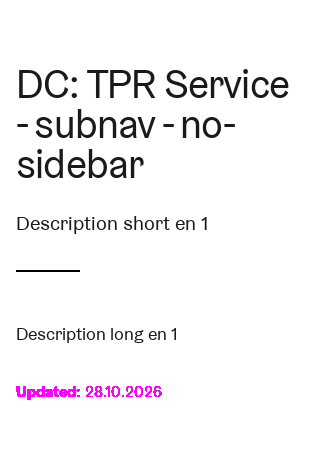 DC: TPR Service
- subnav - no-
sidebar
Description short en 1
Description long en 1
Updated: 28.10.2026